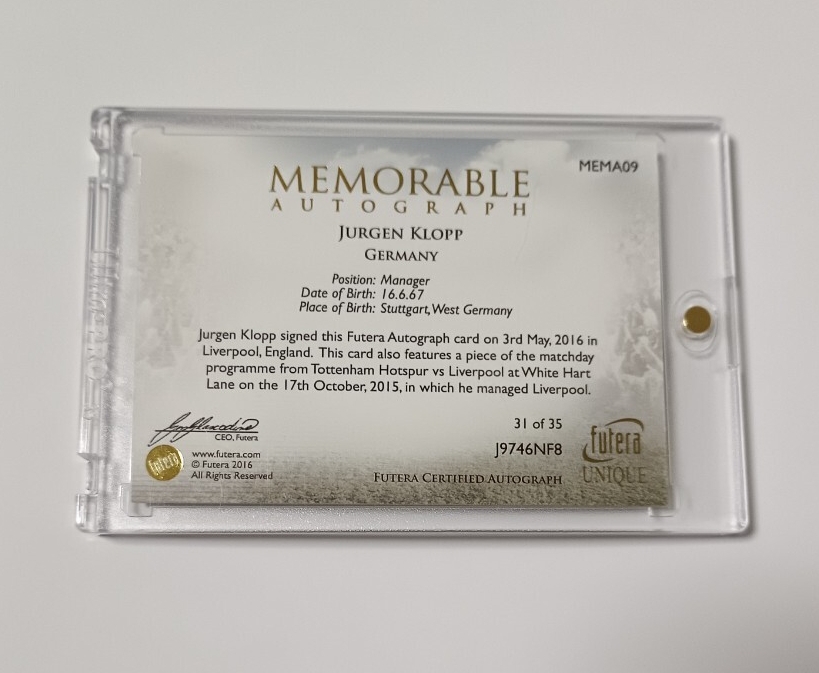 MEMA09
MEMORABLE
AUTOGRAPH
JURGEN KLOPP
GERMANY
Position: Manager
Date of Birth: 16.6.67
Place of Birth: Stuttgart, West Germany
Jurgen Klopp signed this Futera Autograph card on 3rd May, 2016 in
Liverpool, England. This card also features a piece of the matchday
programme from Tottenham Hotspur vs Liverpool at White Hart
Lane on the 17th October, 2015, in which he managed Liverpool.
CEO, Futera
31 of 35
J9746NF8
futera
UNIQUE
futera
www.futera.com
© Futera 2016
All Rights Reserved
FUTERA CERTIFIED AUTOGRAPH